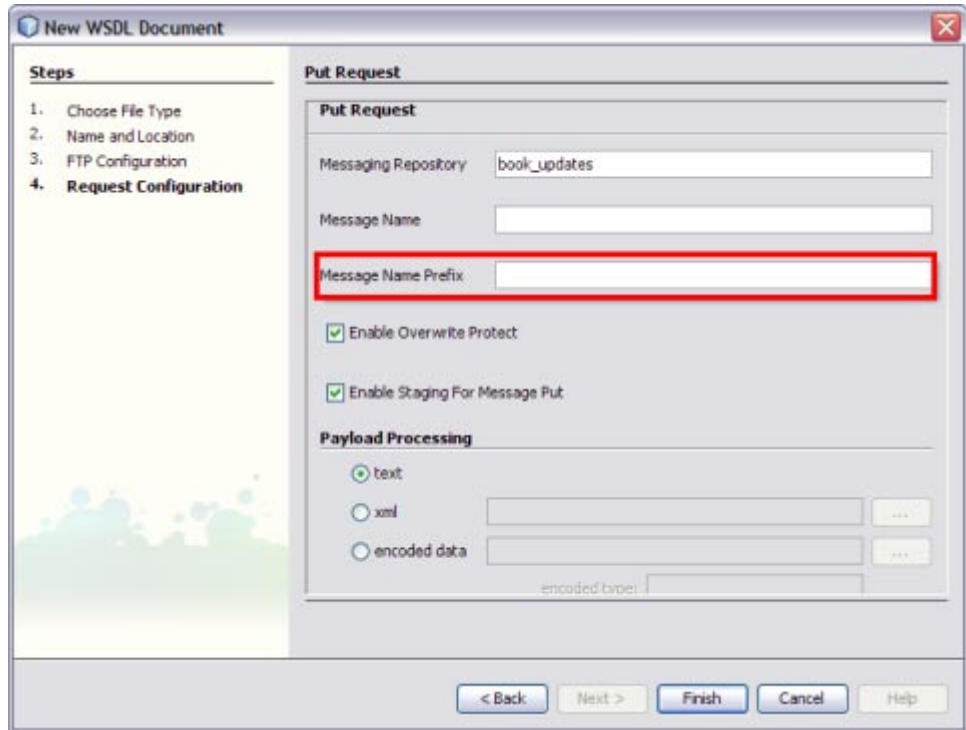 New WSDL Document
Steps
1. Choose File Type
2. Name and Location
3. FTP Configuration
4. Request Configuration
Put Request
Put Request
Messaging Repository book_updates
Message Name
Message Name Prefix
Enable Overwrite Protect
Enable Staging For Message Put
Payload Processing
text
xml ...
encoded data ...
encoded type:
< Back Next > Finish Cancel Help